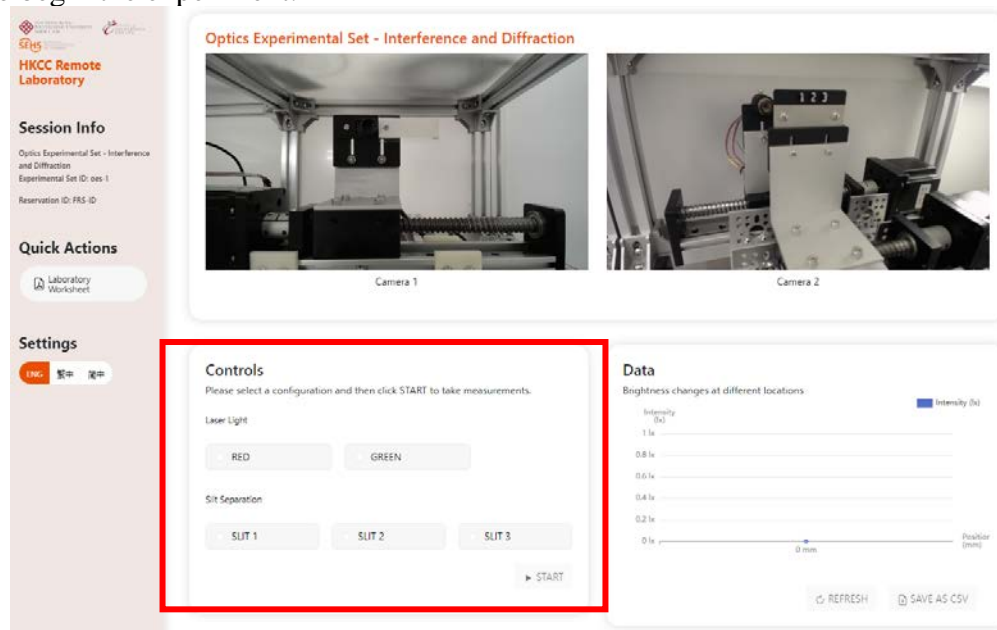 SEHS
HKCC Remote
Laboratory
Session Info
Optics Experimental Set - Interference
and Diffraction
Experimental Set ID: oes-1
Reservation ID: FRS-ID
Quick Actions
Laboratory
Worksheet
Settings
ENG 繁中 简中
Optics Experimental Set - Interference and Diffraction
1 2 3
Camera 1
Camera 2
Controls
Please select a configuration and then click START to take measurements.
Laser Light
RED GREEN
Slit Separation
SLIT 1 SLIT 2 SLIT 3
START
Data
Brightness changes at different locations
Intensity (lx)
Intensity
(lx)
1 lx
0.8 lx
0.6 lx
0.4 lx
0.2 lx
0 lx
0 mm
Position
(mm)
REFRESH SAVE AS CSV